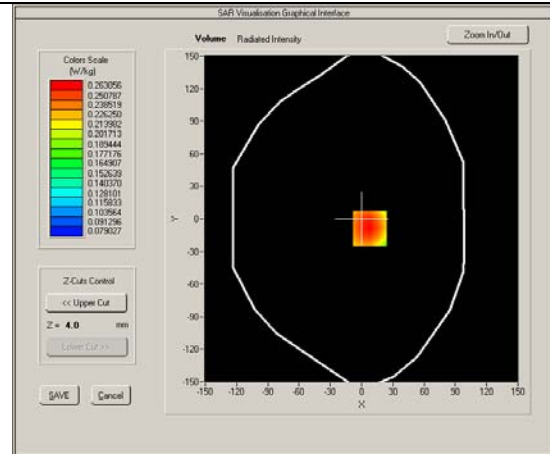 SAR Visualisation Graphical Interface
Volume Radiated Intensity
Zoom In/Out
Colors Scale
(W/kg)
0.263056
0.250787
0.238519
0.226250
0.213982
0.201713
0.189444
0.177176
0.164907
0.152639
0.140370
0.128101
0.115833
0.103564
0.091296
0.079027
Z-Cuts Control
<< Upper Cut
Z = 4.0 mm
Lower Cut >>
SAVE Cancel
150
120
90
60
30
0
-30
-60
-90
-120
-150
Y
-150 -120 -90 -60 -30 0 30 60 90 120 150
X